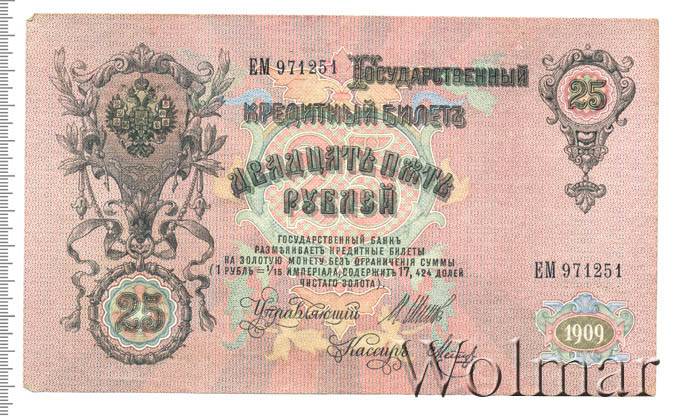 ЕМ 971251
Государственный
Кредитный Билетъ
Двадцать пять
рублей
ГОСУДАРСТВЕННЫЙ БАНКЪ
РАЗМѢНИВАЕТЪ КРЕДИТНЫЕ БИЛЕТЫ
НА ЗОЛОТУЮ МОНЕТУ БЕЗЪ ОГРАНИЧЕНІЯ СУММЫ
(1 РУБЛЬ = 1/15 ИМПЕРІАЛА, СОДЕРЖИТЪ 17,424 ДОЛЕЙ
ЧИСТАГО ЗОЛОТА).
Управляющій
Кассиръ
25
25
ЕМ 971251
1909
Wolmar